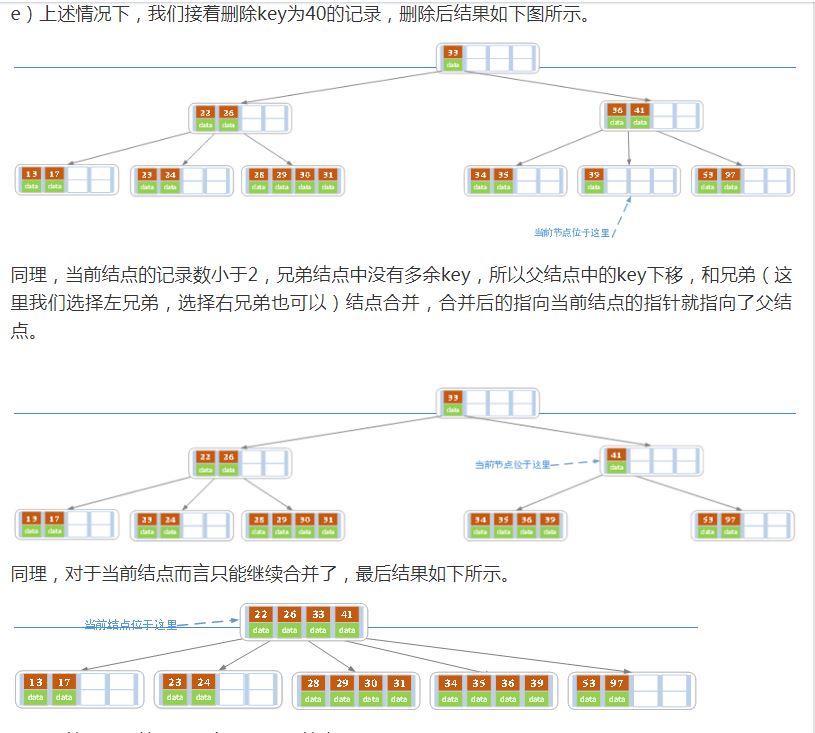 e）上述情况下，我们接着删除key为40的记录，删除后结果如下图所示。
33
data
22 26
data data
36 41
data data
13 17
data data
23 24
data data
28 29 30 31
data data data data
34 35
data data
39
data
53 97
data data
当前节点位于这里
同理，当前结点的记录数小于2，兄弟结点中没有多余key，所以父结点中的key下移，和兄弟（这
里我们选择左兄弟，选择右兄弟也可以）结点合并，合并后的指向当前结点的指针就指向了父结
点。
33
data
22 26
data data
当前节点位于这里
41
data
13 17
data data
23 24
data data
28 29 30 31
data data data data
34 35 36 39
data data data data
53 97
data data
同理，对于当前结点而言只能继续合并了，最后结果如下所示。
当前结点位于这里
22 26 33 41
data data data data
13 17
data data
23 24
data data
28 29 30 31
data data data data
34 35 36 39
data data data data
53 97
data data